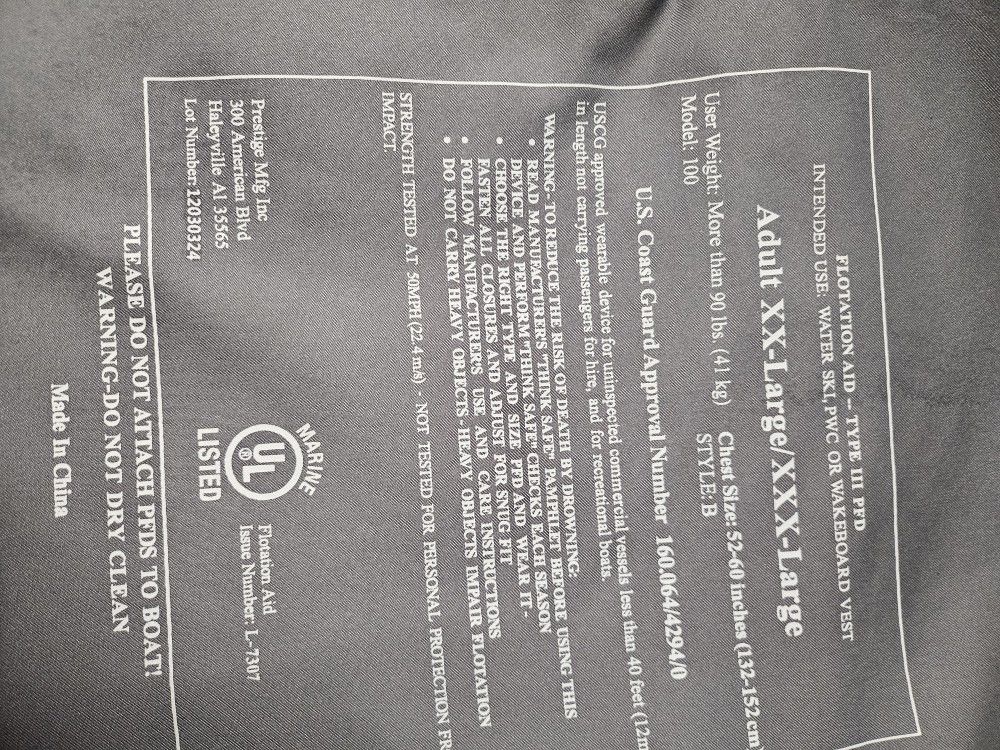 FLOTATION AID -- TYPE III PFD
INTENDED USE: WATER SKI,PWC OR WAKEBOARD VEST
Adult XX-Large/XXX-Large
User Weight: More than 90 lbs. (41 kg) Chest Size: 52-60 inches (132-152 cm
Model: 100 STYLE: B
U.S. Coast Guard Approval Number 160.064/4294/0
USCG approved wearable device for uninspected commercial vessels less than 40 feet (12m
in length not carrying passengers for hire, and for recreational boats.
WARNING- TO REDUCE THE RISK OF DEATH BY DROWNING:
• READ MANUFACTURER'S "THINK SAFE" PAMPHLET BEFORE USING THIS
DEVICE AND PERFORM "THINK SAFE" CHECKS EACH SEASON
• CHOOSE THE RIGHT TYPE AND SIZE PFD AND WEAR IT -
FASTEN ALL CLOSURES AND ADJUST FOR SNUG FIT
• FOLLOW MANUFACTURER'S USE AND CARE INSTRUCTIONS
• DO NOT CARRY HEAVY OBJECTS - HEAVY OBJECTS IMPAIR FLOTATION
STRENGTH TESTED AT 50MPH (22.4 m/s) - NOT TESTED FOR PERSONAL PROTECTION FR
IMPACT.
Prestige Mfg Inc
300 American Blvd
Haleyville Al 35565
Lot Number:12030324
MARINE
UL®
LISTED
Flotation Aid
Issue Number: L-7307
PLEASE DO NOT ATTACH PFDS TO BOAT!
WARNING-DO NOT DRY CLEAN
Made In China